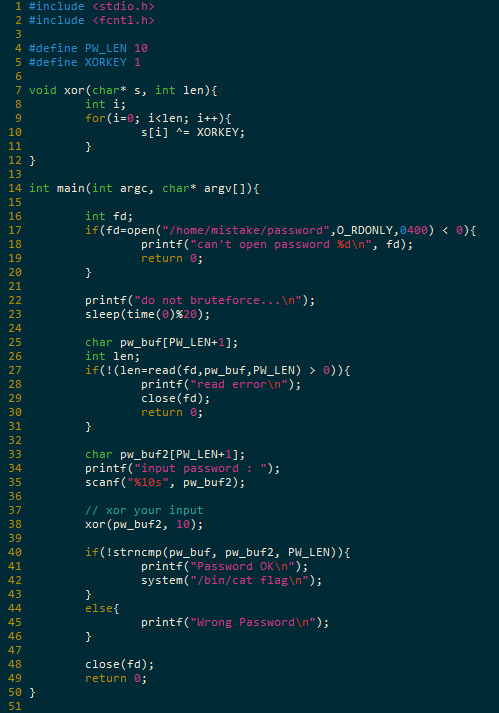 1 #include <stdio.h>
2 #include <fcntl.h>
3
4 #define PW_LEN 10
5 #define XORKEY 1
6
7 void xor(char* s, int len){
8         int i;
9         for(i=0; i<len; i++){
10                 s[i] ^= XORKEY;
11         }
12 }
13
14 int main(int argc, char* argv[]){
15
16         int fd;
17         if(fd=open("/home/mistake/password",O_RDONLY,0400) < 0){
18                 printf("can't open password %d\n", fd);
19                 return 0;
20         }
21
22         printf("do not bruteforce...\n");
23         sleep(time(0)%20);
24
25         char pw_buf[PW_LEN+1];
26         int len;
27         if(!(len=read(fd,pw_buf,PW_LEN) > 0)){
28                 printf("read error\n");
29                 close(fd);
30                 return 0;
31         }
32
33         char pw_buf2[PW_LEN+1];
34         printf("input password : ");
35         scanf("%10s", pw_buf2);
36
37         // xor your input
38         xor(pw_buf2, 10);
39
40         if(!strncmp(pw_buf, pw_buf2, PW_LEN)){
41                 printf("Password OK\n");
42                 system("/bin/cat flag\n");
43         }
44         else{
45                 printf("Wrong Password\n");
46         }
47
48         close(fd);
49         return 0;
50 }
51